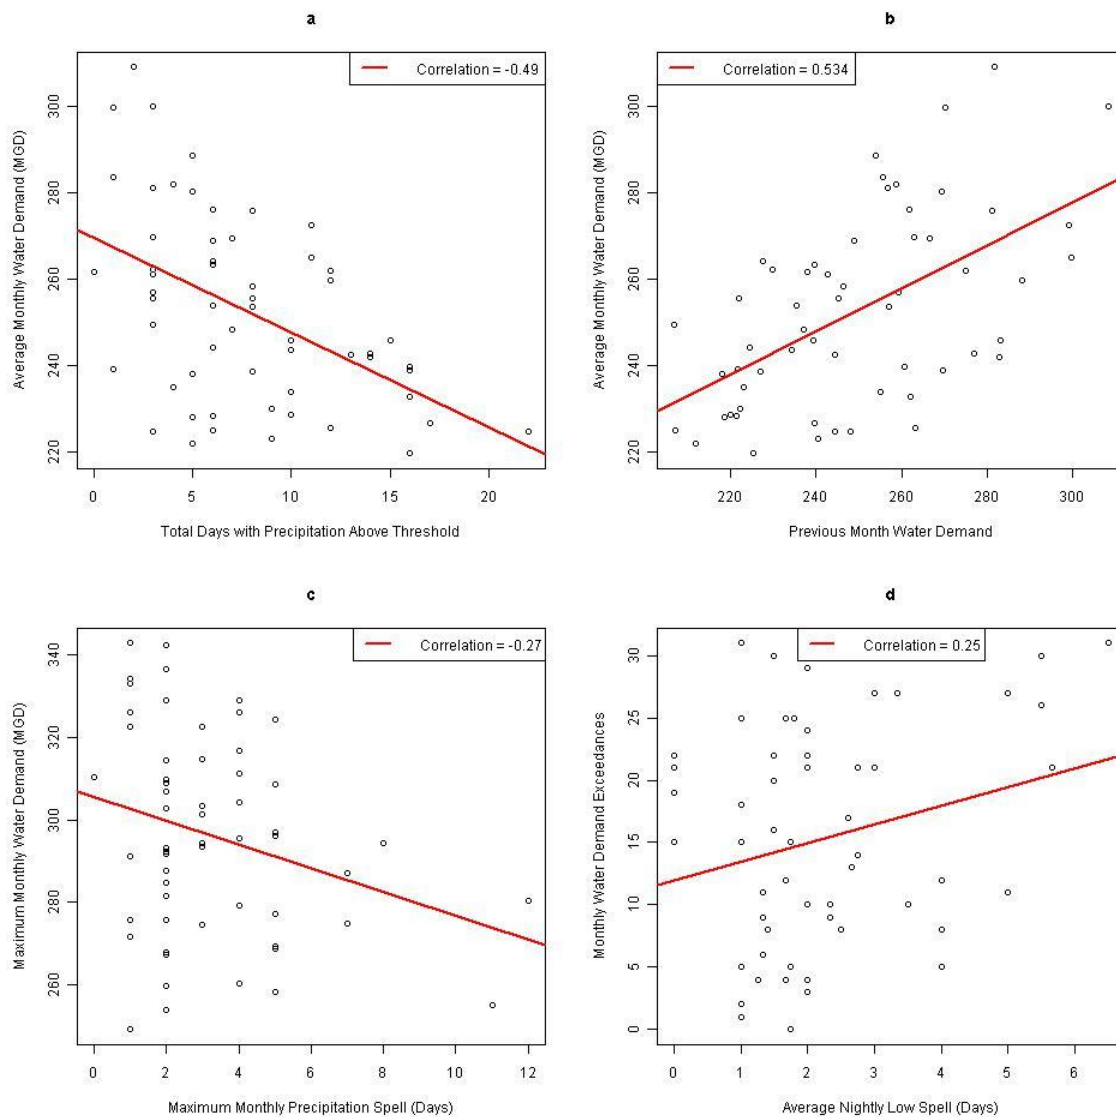 a
Correlation = -0.49
300
280
260
240
220
Average Monthly Water Demand (MGD)
0 5 10 15 20
Total Days with Precipitation Above Threshold
b
Correlation = 0.534
300
280
260
240
220
Average Monthly Water Demand (MGD)
220 240 260 280 300
Previous Month Water Demand
c
Correlation = -0.27
340
320
300
280
260
Maximum Monthly Water Demand (MGD)
0 2 4 6 8 10 12
Maximum Monthly Precipitation Spell (Days)
d
Correlation = 0.25
30
25
20
15
10
5
0
Monthly Water Demand Exceedances
0 1 2 3 4 5 6
Average Nightly Low Spell (Days)